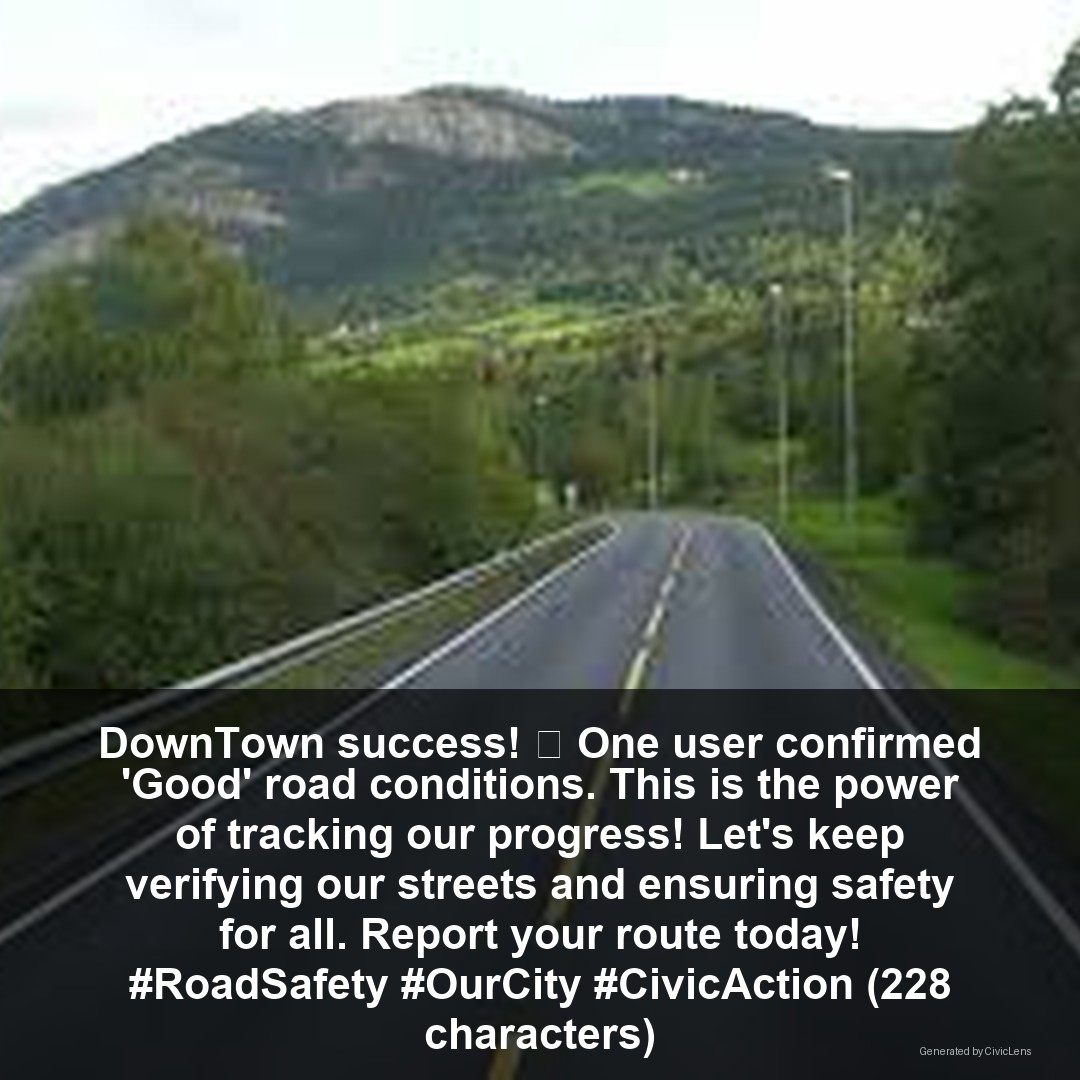 DownTown success! □ One user confirmed
'Good' road conditions. This is the power
of tracking our progress! Let's keep
verifying our streets and ensuring safety
for all. Report your route today!
#RoadSafety #OurCity #CivicAction (228
characters)
Generated by CivicLens